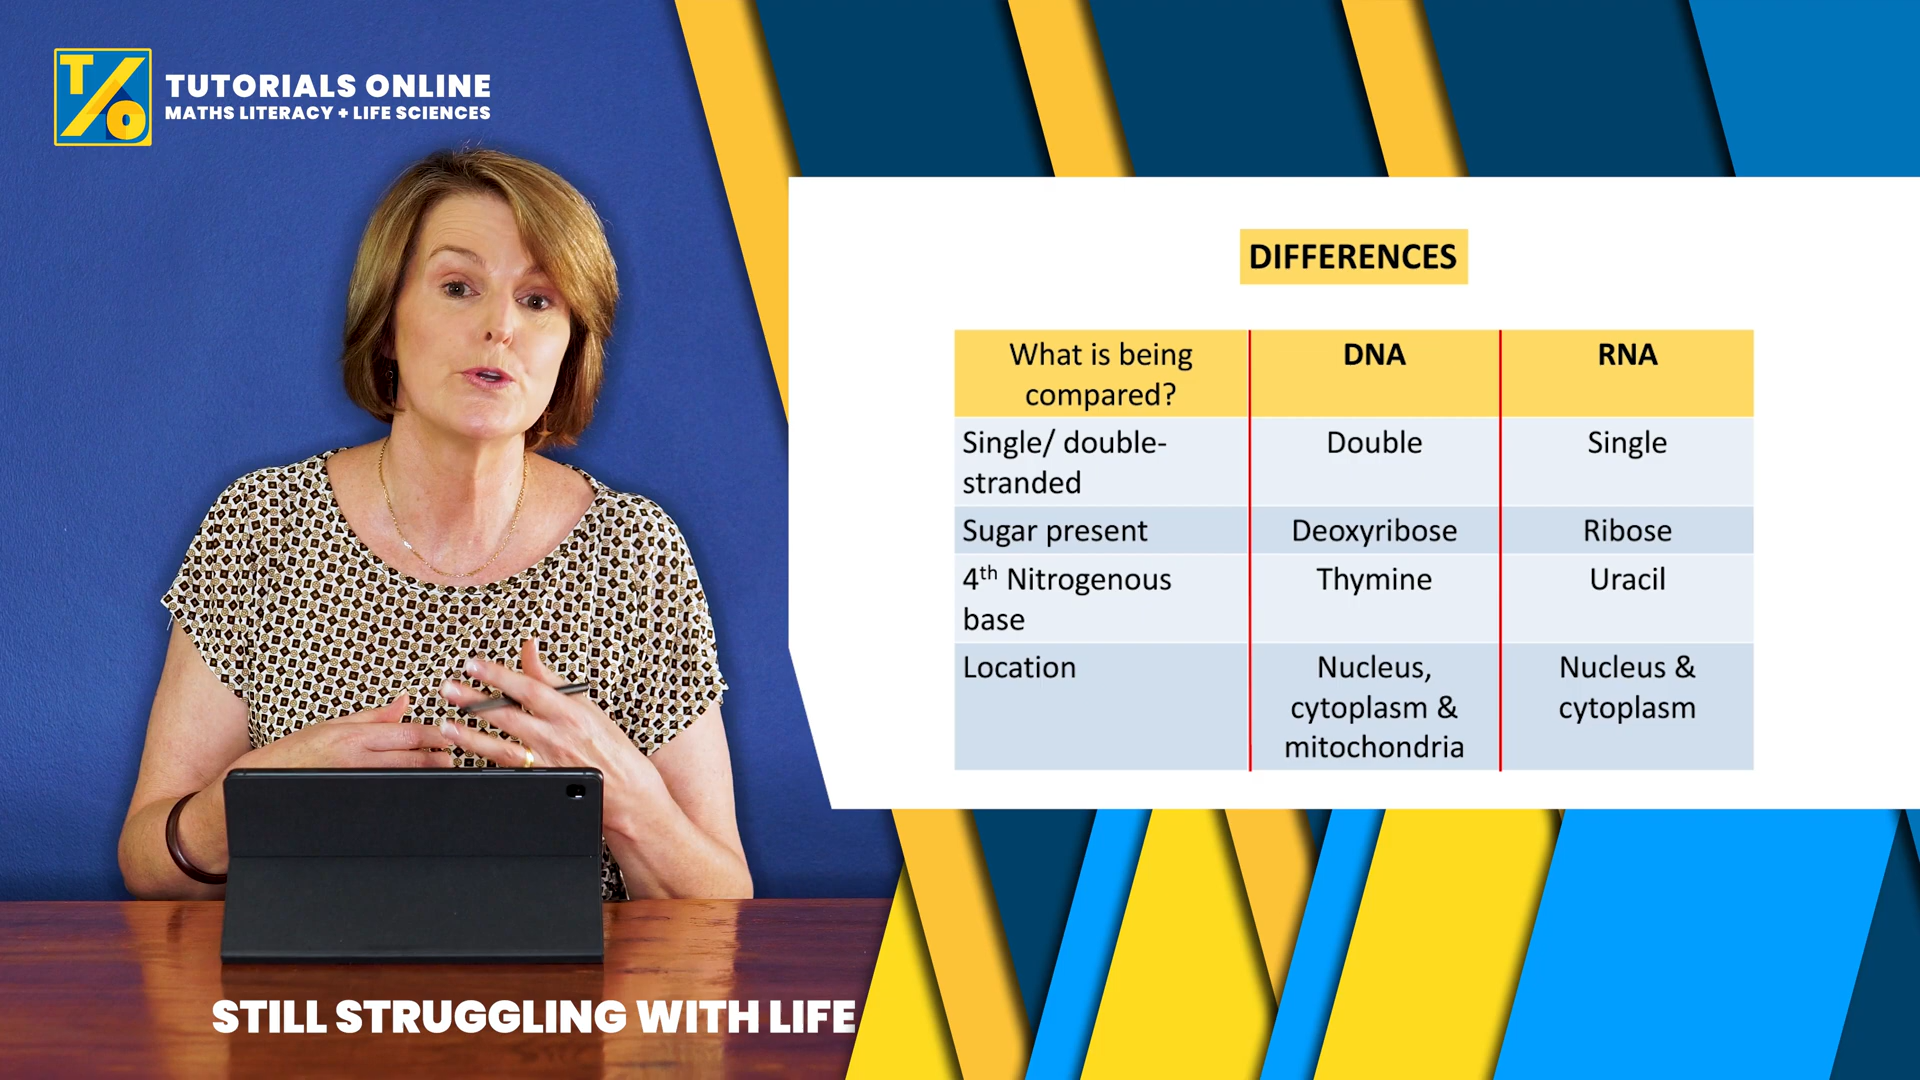 TUTORIALS ONLINE
MATHS LITERACY + LIFE SCIENCES
DIFFERENCES
What is being compared?
DNA
RNA
Single/ double-
stranded
Double
Single
Sugar present
Deoxyribose
Ribose
4th Nitrogenous
base
Thymine
Uracil
Location
Nucleus,
cytoplasm &
mitochondria
Nucleus &
cytoplasm
STILL STRUGGLING WITH LIFE